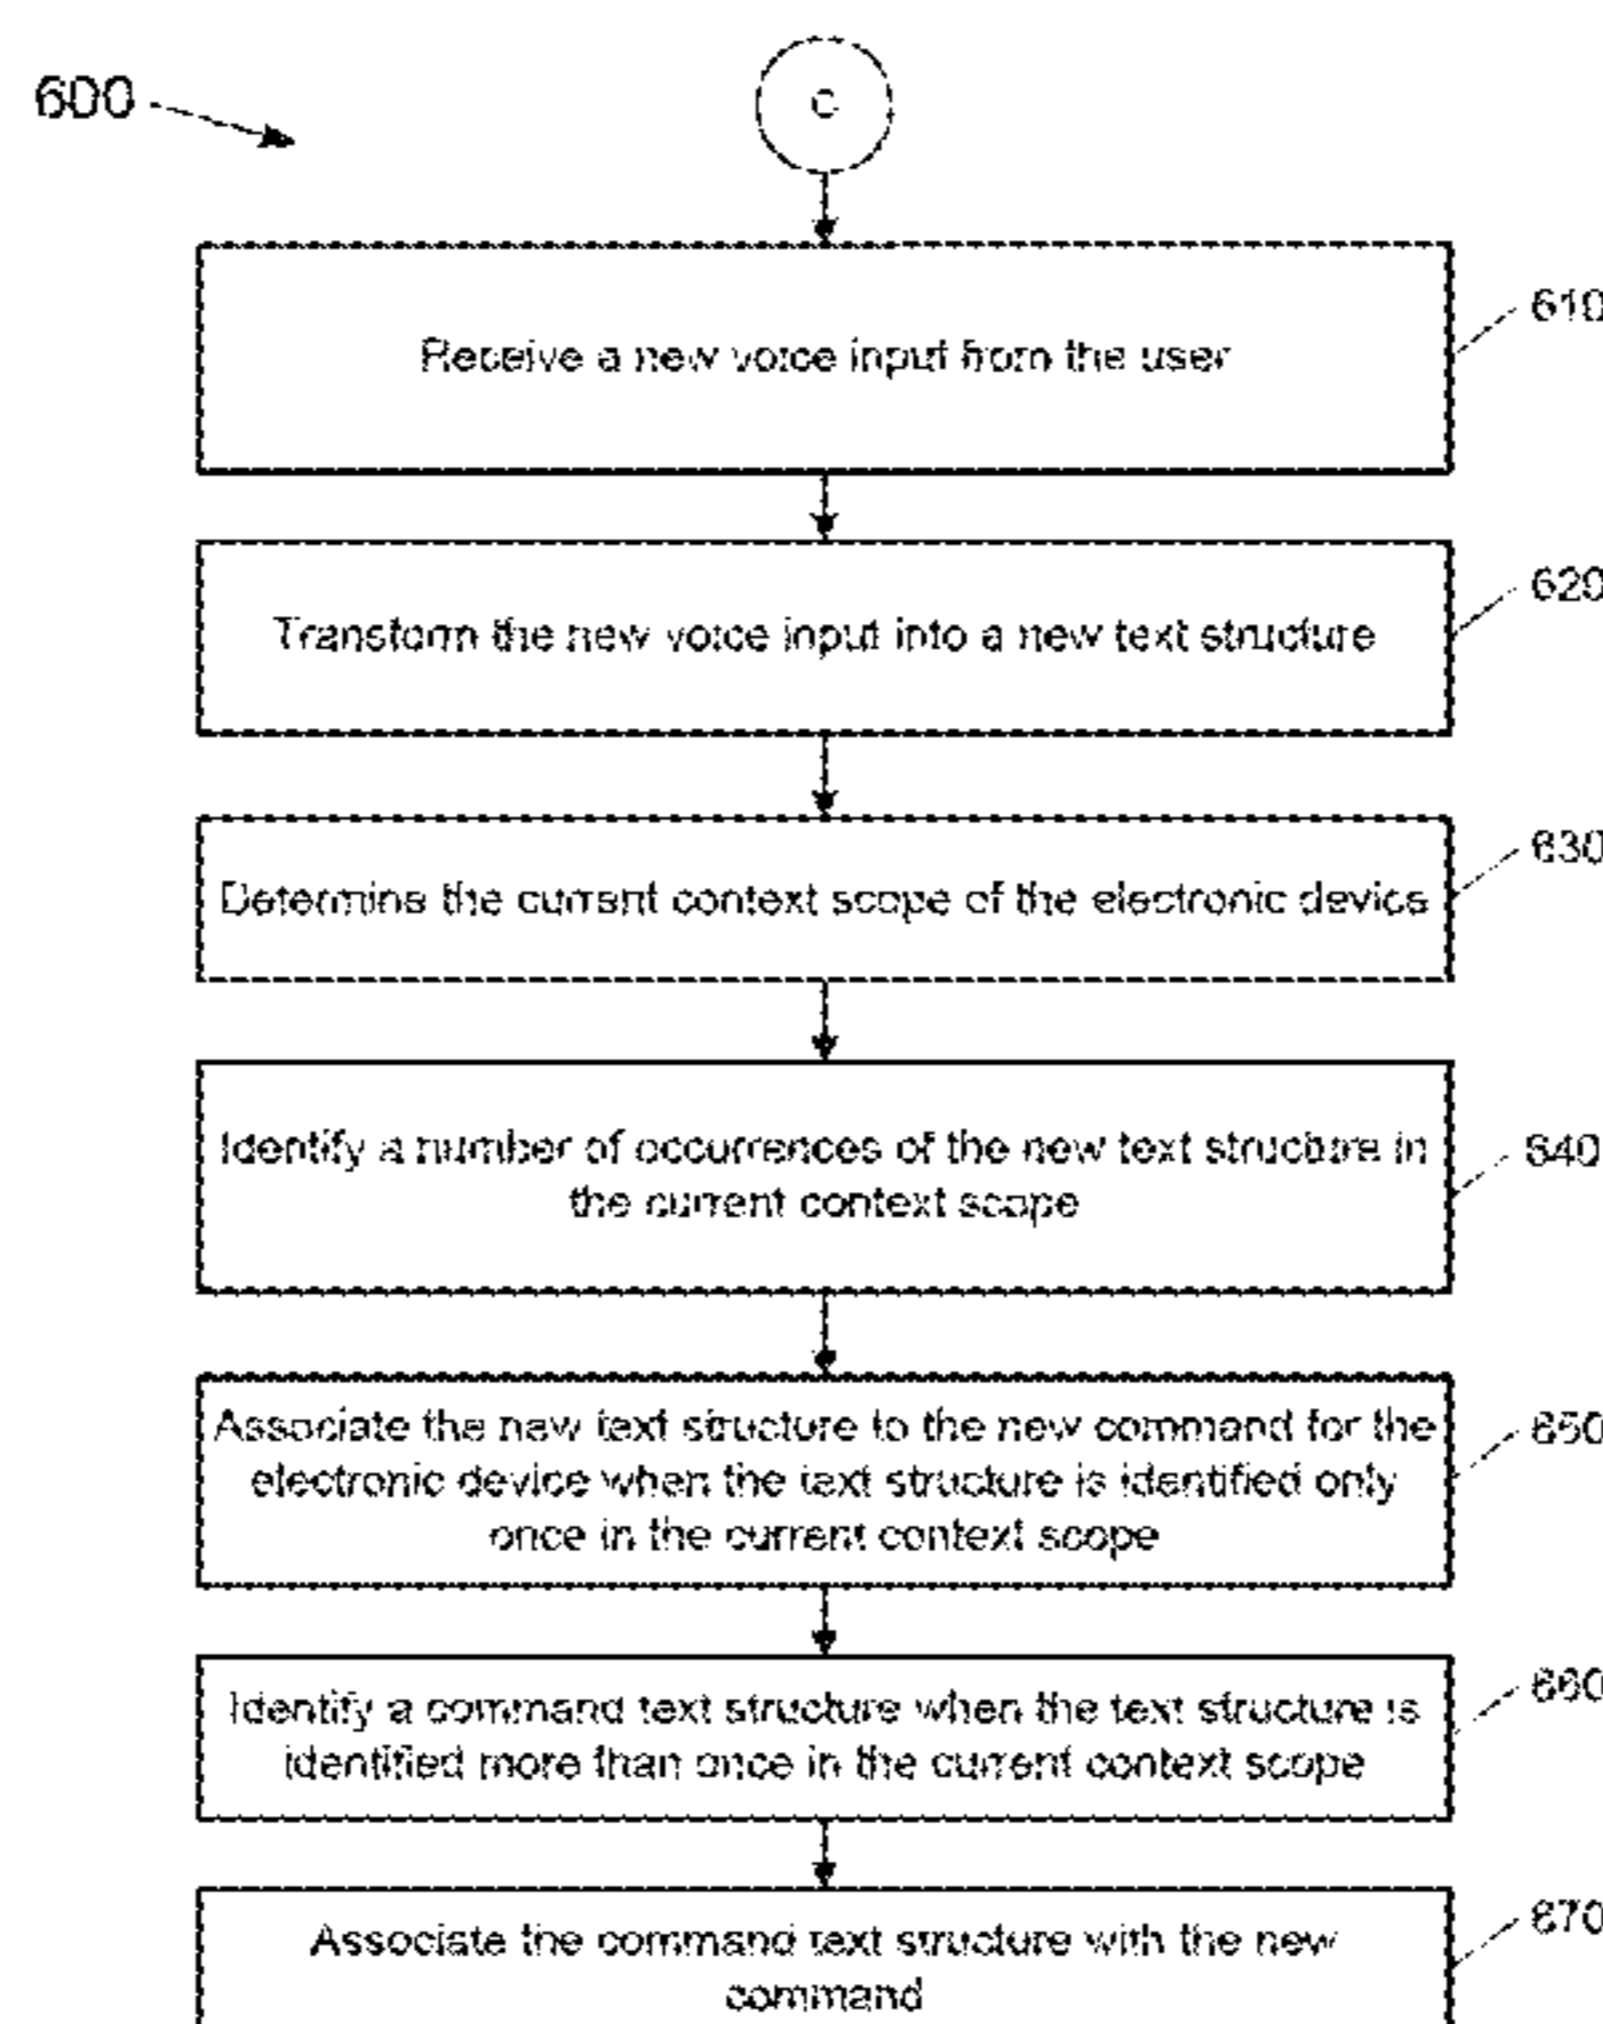 600
C
Receive a new voice input from the user
610
Transform the new voice input into a new text structure
620
Determine the current context scope of the electronic device
630
Identify a number of occurrences of the new text structure in
the current context scope
640
Associate the new text structure to the new command for the
electronic device when the text structure is identified only
once in the current context scope
650
Identify a command text structure when the text structure is
identified more than once in the current context scope
660
Associate the command text structure with the new
command
670